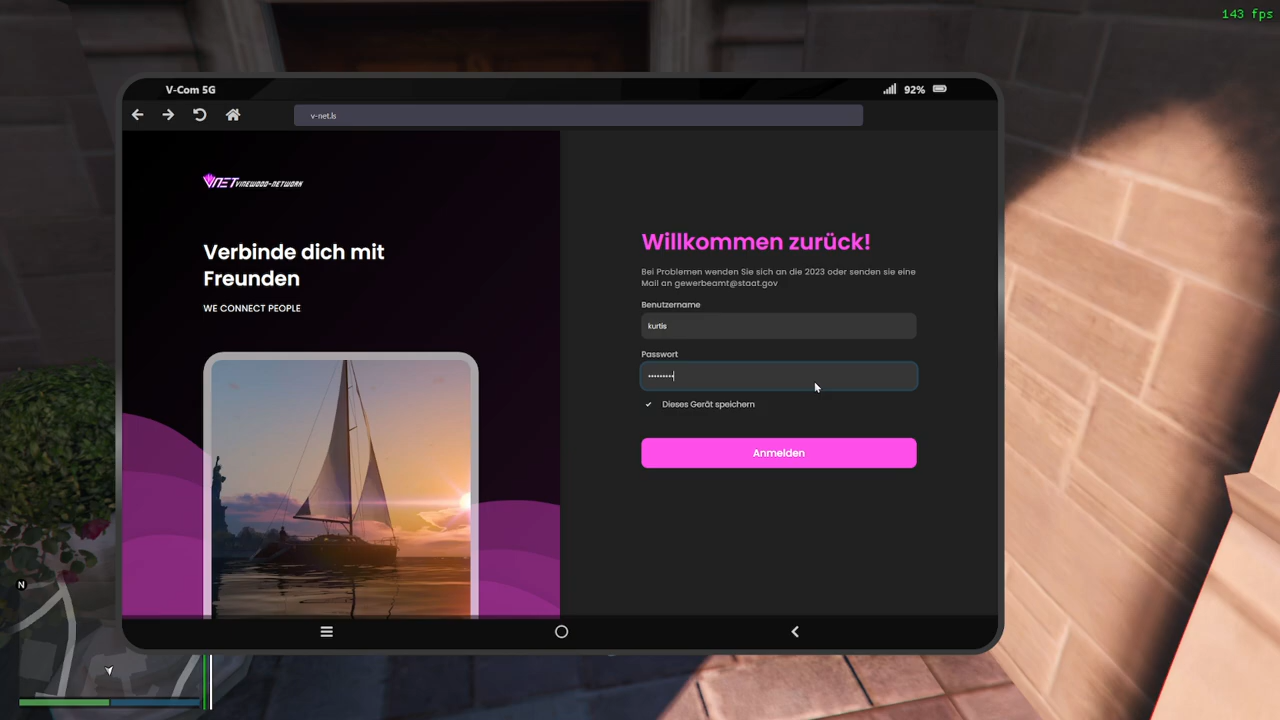 143 fps
V-Com 5G
92%
v-net.ls
VNET VINEWOOD-NETWORK
Verbinde dich mit
Freunden
WE CONNECT PEOPLE
Willkommen zurück!
Bei Problemen wenden Sie sich an die 2023 oder senden sie eine
Mail an gewerbeamt@staat.gov
Benutzername
kurtis
Passwort
•••••••••
Dieses Gerät speichern
Anmelden
N